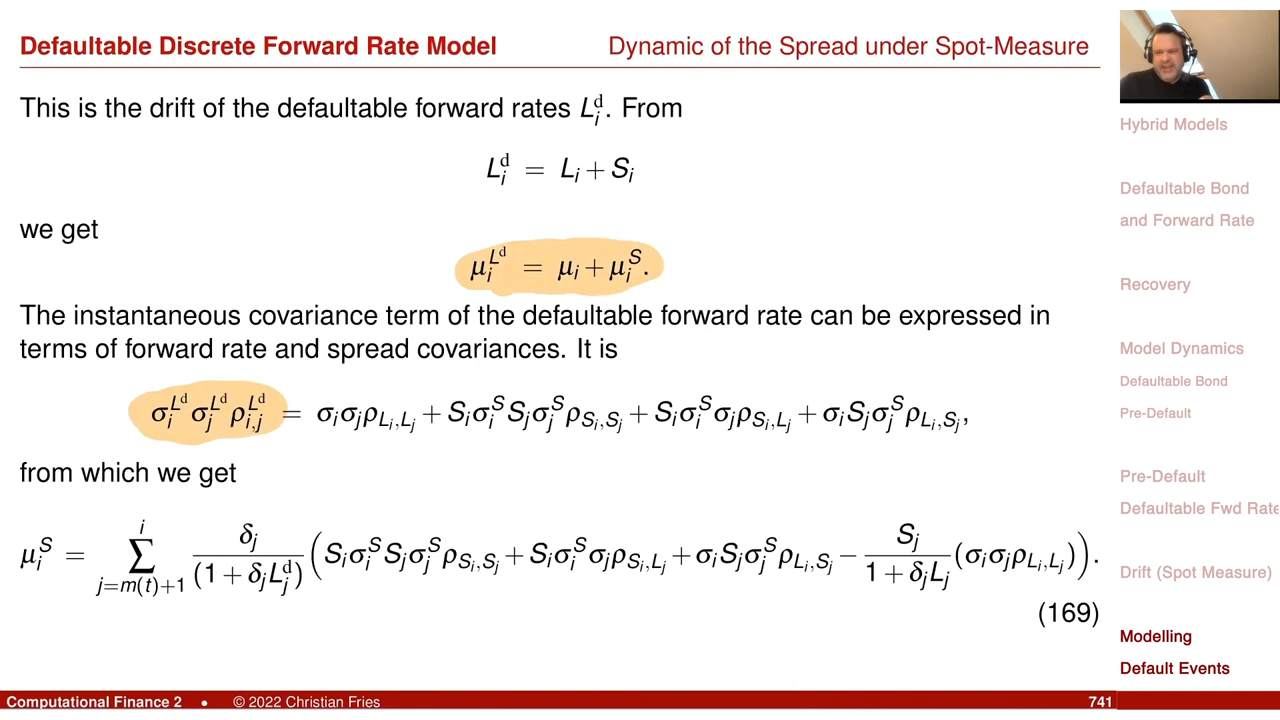 Defaultable Discrete Forward Rate Model
Dynamic of the Spread under Spot-Measure
This is the drift of the defaultable forward rates L_i^d. From
L_i^d = L_i + S_i
we get
μ_i^{L^d} = μ_i + μ_i^S.
The instantaneous covariance term of the defaultable forward rate can be expressed in
terms of forward rate and spread covariances. It is
σ_i^{L^d} σ_j^{L^d} ρ_{i,j}^{L^d} = σ_i σ_j ρ_{L_i,L_j} + S_i σ_i^S S_j σ_j^S ρ_{S_i,S_j} + S_i σ_i^S σ_j ρ_{S_i,L_j} + σ_i S_j σ_j^S ρ_{L_i,S_j},
from which we get
μ_i^S = ∑_{j=m(t)+1}^{i} δ_j / (1 + δ_j L_j^d) (S_i σ_i^S S_j σ_j^S ρ_{S_i,S_j} + S_i σ_i^S σ_j ρ_{S_i,L_j} + σ_i S_j σ_j^S ρ_{L_i,S_j} − S_j / (1 + δ_j L_j) (σ_i σ_j ρ_{L_i,L_j})).
(169)
Hybrid Models
Defaultable Bond
and Forward Rate
Recovery
Model Dynamics
Defaultable Bond
Pre-Default
Pre-Default
Defaultable Fwd Rate
Drift (Spot Measure)
Modelling
Default Events
Computational Finance 2 • © 2022 Christian Fries
741